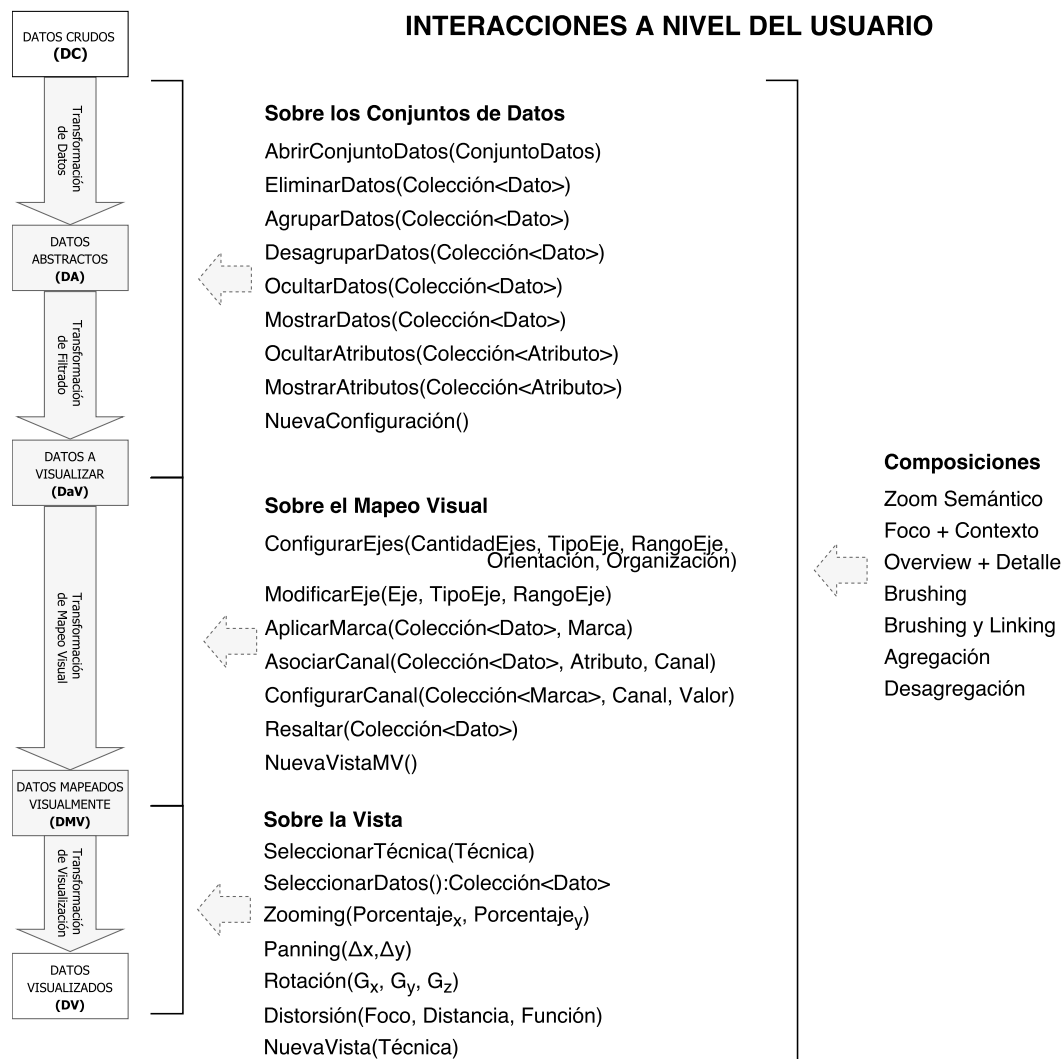 INTERACCIONES A NIVEL DEL USUARIO
DATOS CRUDOS
(DC)
Transformación
de Datos
DATOS
ABSTRACTOS
(DA)
Transformación
de Filtrado
DATOS A
VISUALIZAR
(DaV)
Transformación
de Mapeo Visual
DATOS MAPEADOS
VISUALMENTE
(DMV)
Transformación
de Visualización
DATOS
VISUALIZADOS
(DV)
Sobre los Conjuntos de Datos
AbrirConjuntoDatos(ConjuntoDatos)
EliminarDatos(Colección<Dato>)
AgruparDatos(Colección<Dato>)
DesagruparDatos(Colección<Dato>)
OcultarDatos(Colección<Dato>)
MostrarDatos(Colección<Dato>)
OcultarAtributos(Colección<Atributo>)
MostrarAtributos(Colección<Atributo>)
NuevaConfiguración()
Sobre el Mapeo Visual
ConfigurarEjes(CantidadEjes, TipoEje, RangoEje,
Orientación, Organización)
ModificarEje(Eje, TipoEje, RangoEje)
AplicarMarca(Colección<Dato>, Marca)
AsociarCanal(Colección<Dato>, Atributo, Canal)
ConfigurarCanal(Colección<Marca>, Canal, Valor)
Resaltar(Colección<Dato>)
NuevaVistaMV()
Sobre la Vista
SeleccionarTécnica(Técnica)
SeleccionarDatos():Colección<Dato>
Zooming(Porcentajex, Porcentajey)
Panning(Δx,Δy)
Rotación(Gx, Gy, Gz)
Distorsión(Foco, Distancia, Función)
NuevaVista(Técnica)
Composiciones
Zoom Semántico
Foco + Contexto
Overview + Detalle
Brushing
Brushing y Linking
Agregación
Desagregación